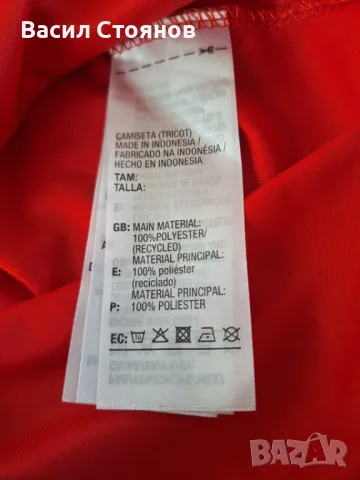 Васил Стоянов
CAMISETA (TRICOT)
MADE IN INDONESIA /
FABRICADO NA INDONÉSIA /
HECHO EN INDONESIA
TAM:
TALLA:
GB: MAIN MATERIAL:
100%POLYESTER/
(RECYCLED)
MATERIAL PRINCIPAL:
E: 100% poliéster
(reciclado)
MATERIAL PRINCIPAL:
P: 100% POLIESTER
EC:
BAZAR